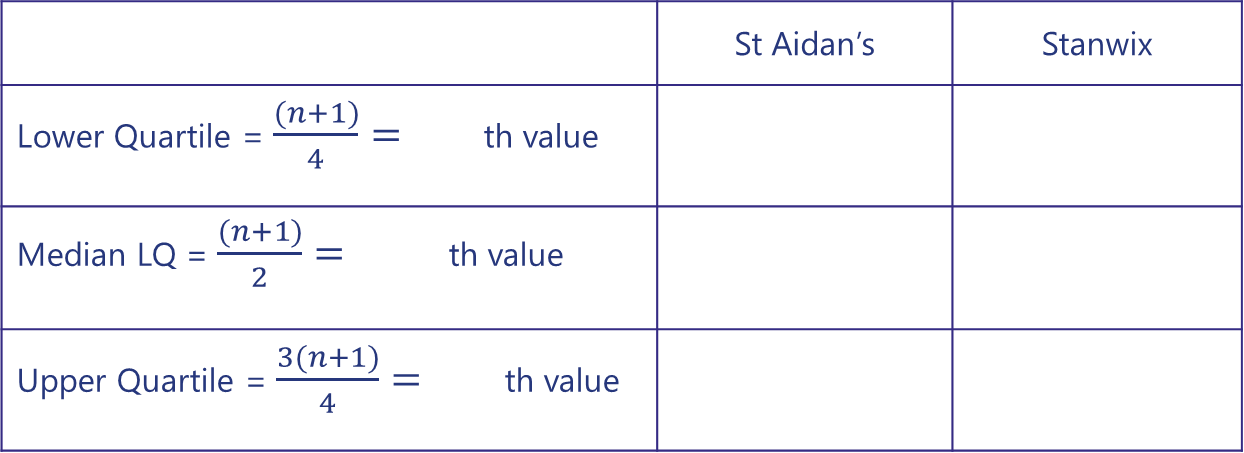 St Aidan's Stanwix
Lower Quartile = (n+1)/4 = th value
Median LQ = (n+1)/2 = th value
Upper Quartile = 3(n+1)/4 = th value